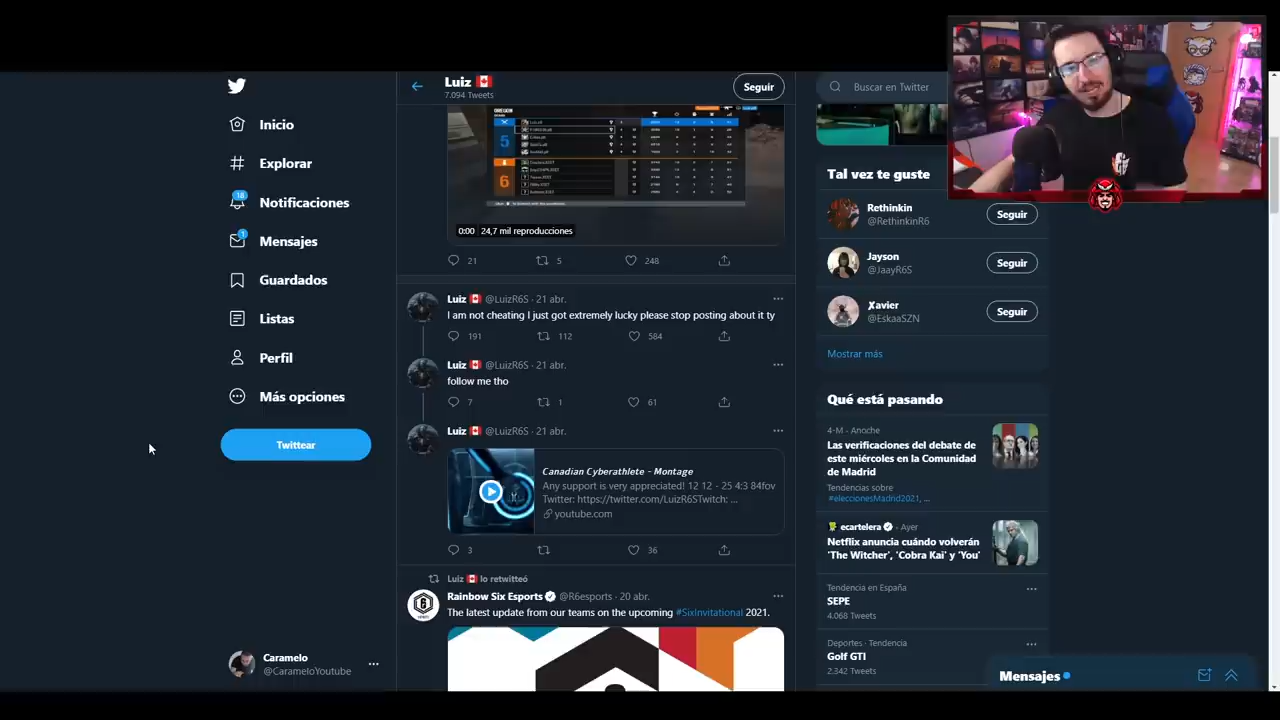 Inicio
Explorar
18
Notificaciones
1
Mensajes
Guardados
Listas
Perfil
Más opciones
Twittear
Caramelo
@CarameloYoutube
Luiz
7.094 Tweets
Seguir
OREGON
5
6
0:00 24,7 mil reproducciones
21 5 248
Luiz @LuizR6S · 21 abr.
I am not cheating I just got extremely lucky please stop posting about it ty
191 112 584
Luiz @LuizR6S · 21 abr.
follow me tho
7 1 61
Luiz @LuizR6S · 21 abr.
Canadian Cyberathlete - Montage
Any support is very appreciated! 12 12 - 25 4:3 84fov
Twitter: https://twitter.com/LuizR6STwitch: ...
youtube.com
3 36
Luiz lo retwitteó
Rainbow Six Esports @R6esports · 20 abr.
The latest update from our teams on the upcoming #SixInvitational 2021.
Buscar en Twitter
Tal vez te guste
Rethinkin
@RethinkinR6
Seguir
Jayson
@JaayR6S
Seguir
✗avier
@EskaaSZN
Seguir
Mostrar más
Qué está pasando
4-M · Anoche
Las verificaciones del debate de
este miércoles en la Comunidad
de Madrid
Tendencias sobre
#eleccionesMadrid2021, ...
ecartelera · Ayer
Netflix anuncia cuándo volverán
'The Witcher', 'Cobra Kai' y 'You'
Tendencia en España
SEPE
4.068 Tweets
Deportes · Tendencia
Golf GTI
2.342 Tweets
Mensajes